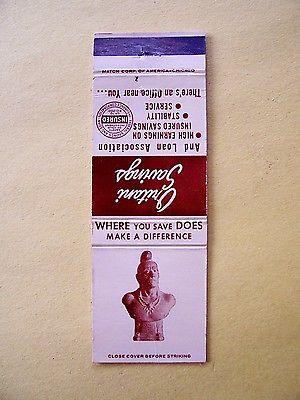 MATCH CORP. OF AMERICA-CHICAGO
There's an Office near You...
• SERVICE
• STABILITY
INSURED SAVINGS
• HIGH EARNINGS ON
INSURED
And Loan Association
Oritani
Savings
WHERE YOU SAVE DOES
MAKE A DIFFERENCE
CLOSE COVER BEFORE STRIKING